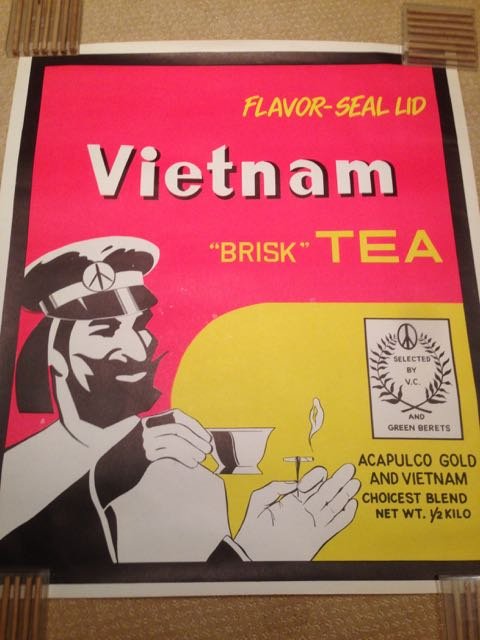 FLAVOR-SEAL LID
Vietnam
"BRISK" TEA
SELECTED
BY
V.C.
AND
GREEN BERETS
ACAPULCO GOLD
AND VIETNAM
CHOICEST BLEND
NET WT. ½ KILO